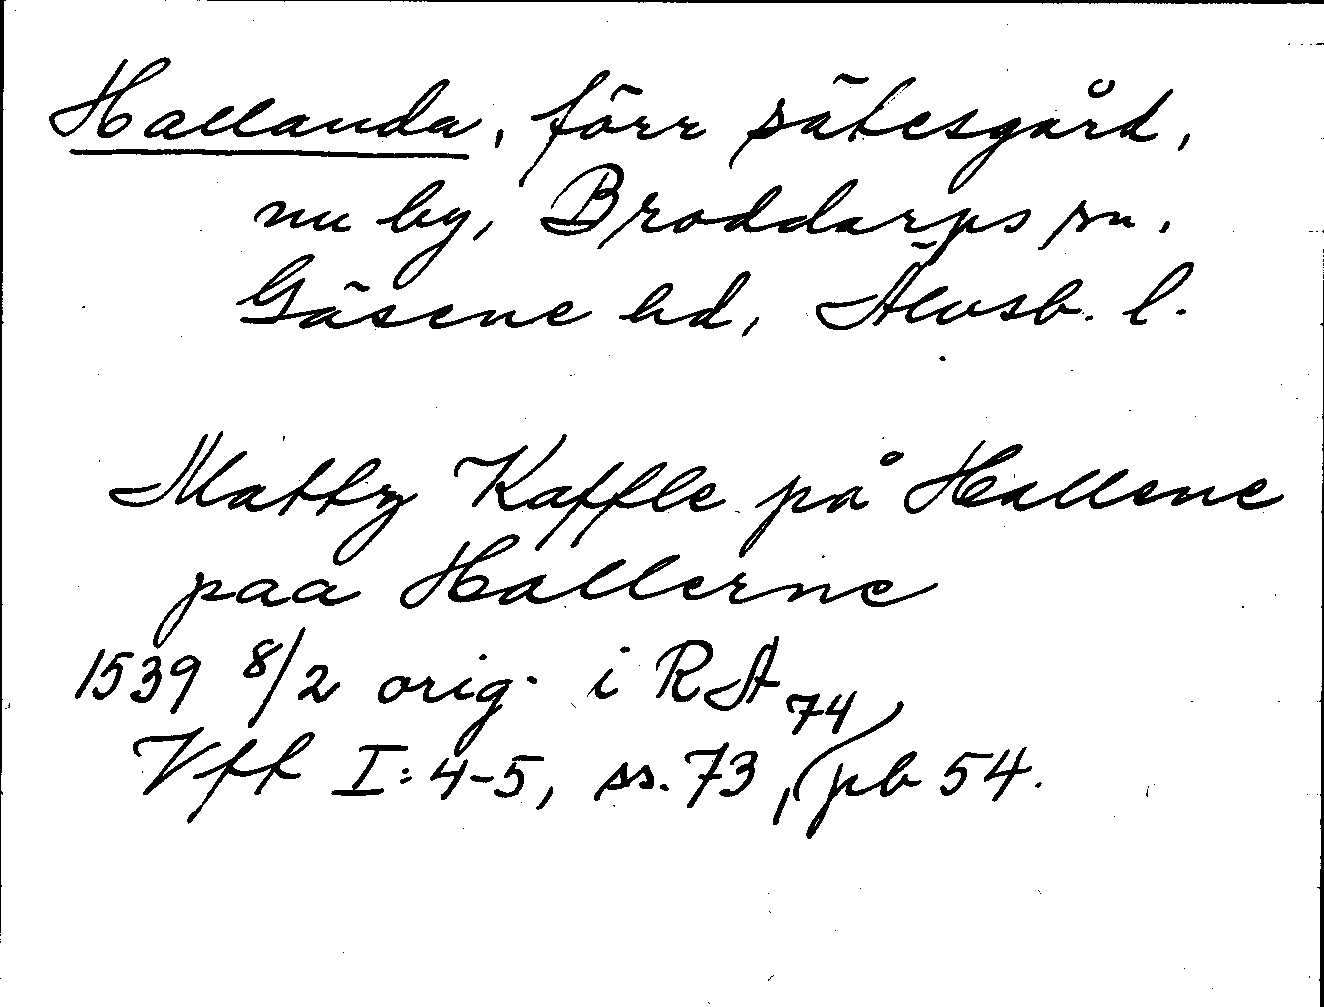 Hallanda, förr sätesgård,
nu by, Broddarps sn.
Gäsene hd, Älvsb. l.
Mattz Kaffle på Hallene
paa Hallerne
1539 8/2 orig. i RA
Vff I: 4-5, ss. 73, 74 pb 54.